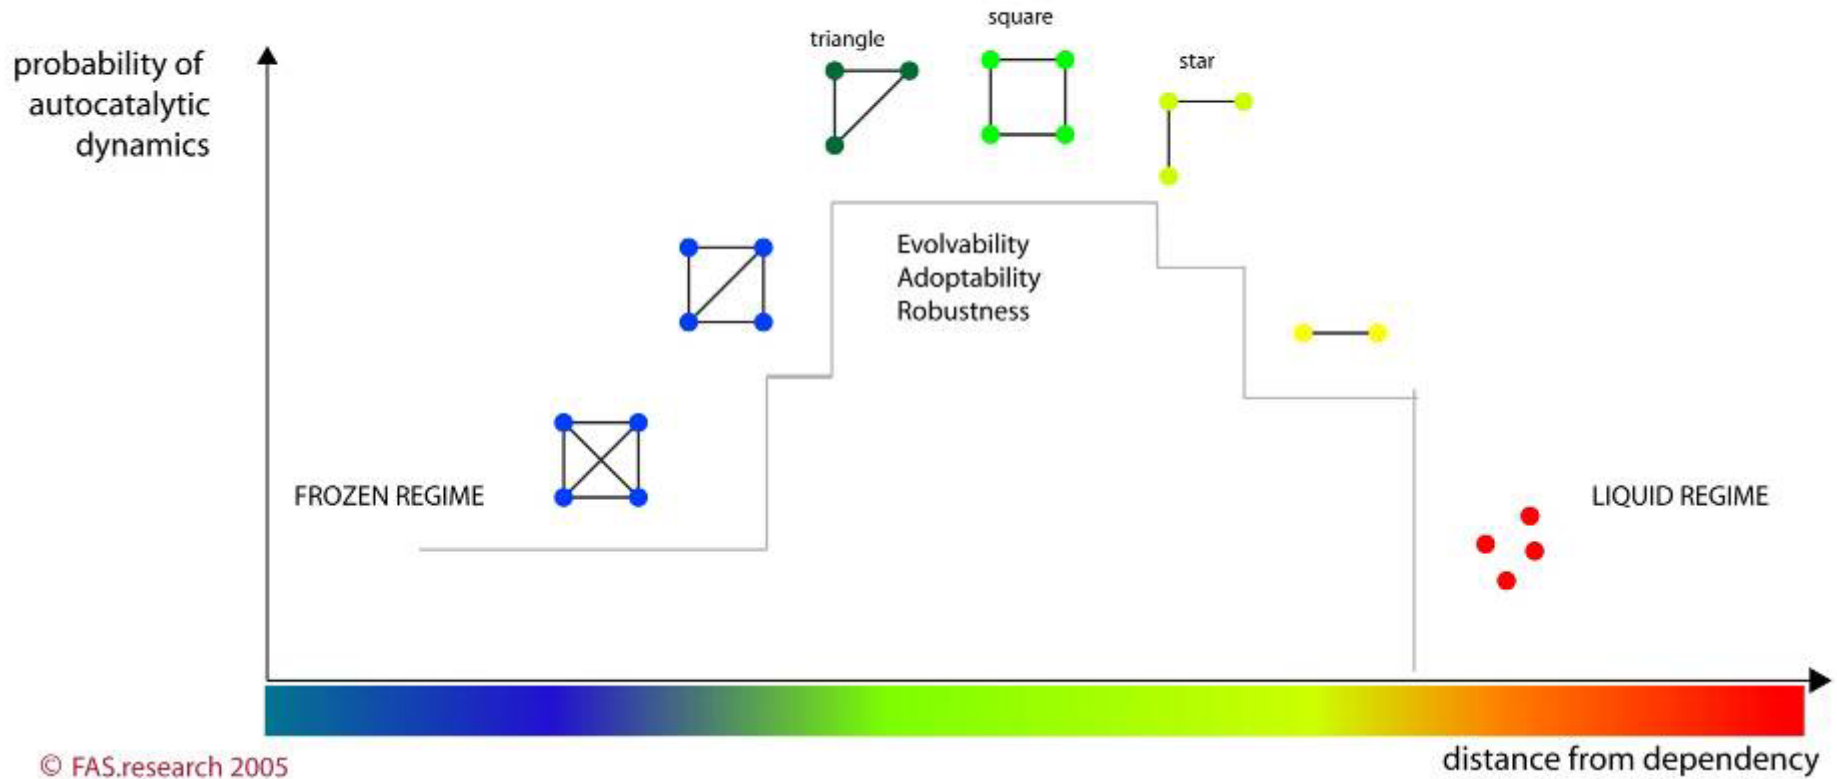 square
triangle
star
probability of
autocatalytic
dynamics
Evolvability
Adoptability
Robustness
FROZEN REGIME
LIQUID REGIME
distance from dependency
© FAS.research 2005